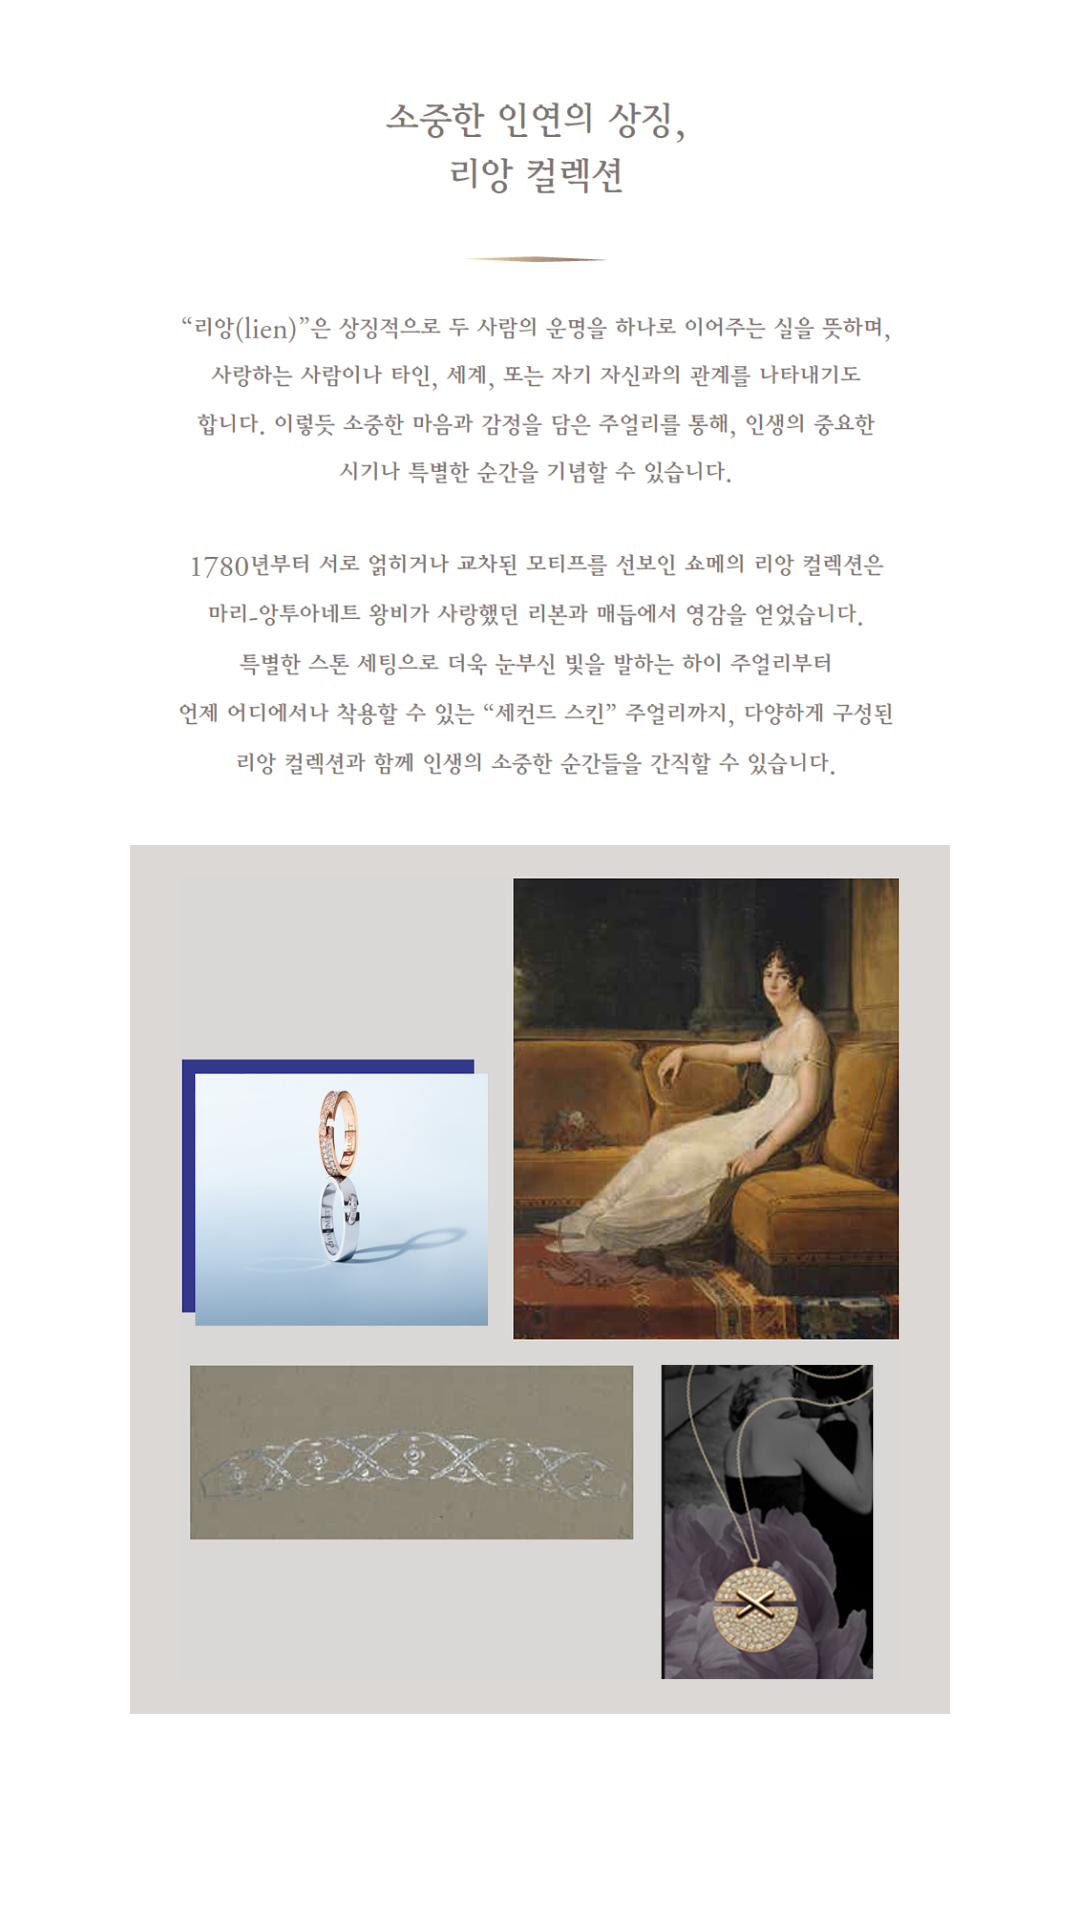 소중한 인연의 상징,
리앙 컬렉션
“리앙(lien)”은 상징적으로 두 사람의 운명을 하나로 이어주는 실을 뜻하며,
사랑하는 사람이나 타인, 세계, 또는 자기 자신과의 관계를 나타내기도
합니다. 이렇듯 소중한 마음과 감정을 담은 주얼리를 통해, 인생의 중요한
시기나 특별한 순간을 기념할 수 있습니다.
1780년부터 서로 얽히거나 교차된 모티프를 선보인 쇼메의 리앙 컬렉션은
마리-앙투아네트 왕비가 사랑했던 리본과 매듭에서 영감을 얻었습니다.
특별한 스톤 세팅으로 더욱 눈부신 빛을 발하는 하이 주얼리부터
언제 어디에서나 착용할 수 있는 “세컨드 스킨” 주얼리까지, 다양하게 구성된
리앙 컬렉션과 함께 인생의 소중한 순간들을 간직할 수 있습니다.